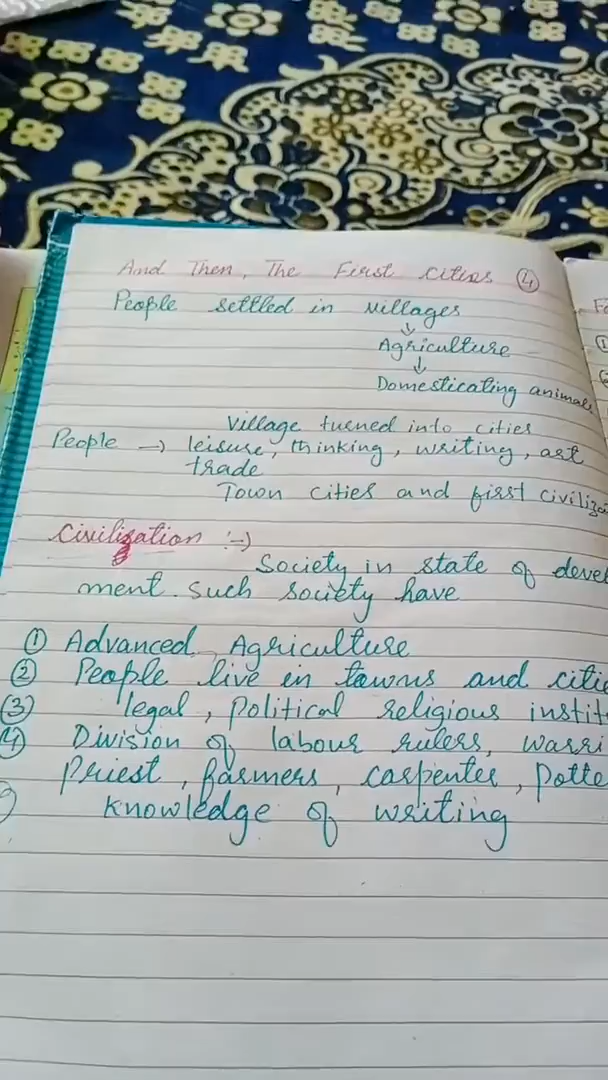 And Then, The First Cities ④
People settled in villages
↓
Agriculture
↓
Domesticating animals
Village turned into cities
People → leisure, thinking, writing, art
trade
Town cities and first civiliza
Civilization :→
Society in state of devel
ment. such society have
① Advanced Agriculture
② People live in towns and citie
③ legal, political religious instit
④ Division of labour rulers, warri
Priest, farmers, carpenter, Potte
knowledge of writing